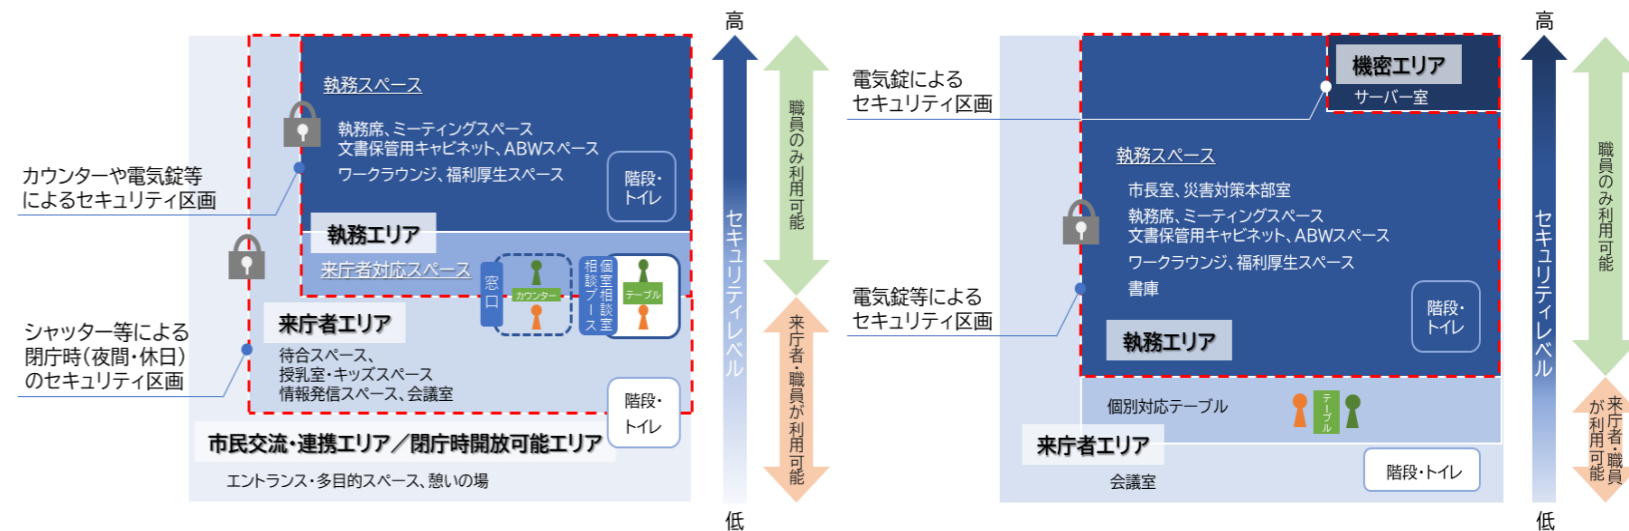 カウンターや電気錠等
によるセキュリティ区画
シャッター等による
閉庁時(夜間・休日)
のセキュリティ区画
執務スペース
執務席、ミーティングスペース
文書保管用キャビネット、ABWスペース
ワークラウンジ、福利厚生スペース
階段・
トイレ
執務エリア
来庁者対応スペース
窓口
カウンター
個室相談室
相談ブース
テーブル
来庁者エリア
待合スペース、
授乳室・キッズスペース
情報発信スペース、会議室
階段・
トイレ
市民交流・連携エリア/閉庁時開放可能エリア
エントランス・多目的スペース、憩いの場
高
セキュリティレベル
低
職員のみ利用可能
来庁者・職員が利用可能
電気錠による
セキュリティ区画
電気錠等による
セキュリティ区画
機密エリア
サーバー室
執務スペース
市長室、災害対策本部室
執務席、ミーティングスペース
文書保管用キャビネット、ABWスペース
ワークラウンジ、福利厚生スペース
書庫
階段・
トイレ
執務エリア
個別対応テーブル
テーブル
来庁者エリア
会議室
階段・トイレ
高
セキュリティレベル
低
職員のみ利用可能
来庁者・職員
が利用可能